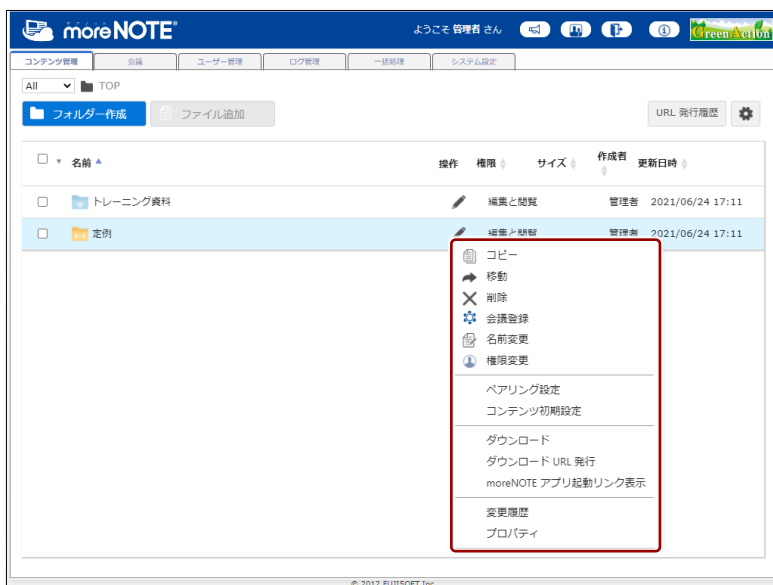 moreNOTE®
ようこそ 管理者 さん
Green Action
コンテンツ管理 会議 ユーザー管理 ログ管理 一括処理 システム設定
All TOP
フォルダー作成 ファイル追加 URL 発行履歴
名前 操作 権限 サイズ 作成者 更新日時
トレーニング資料 編集と閲覧 管理者 2021/06/24 17:11
定例 編集と閲覧 管理者 2021/06/24 17:11
コピー
移動
削除
会議登録
名前変更
権限変更
ペアリング設定
コンテンツ初期設定
ダウンロード
ダウンロード URL 発行
moreNOTE アプリ起動リンク表示
変更履歴
プロパティ
© 2012 FUJISOFT Inc.